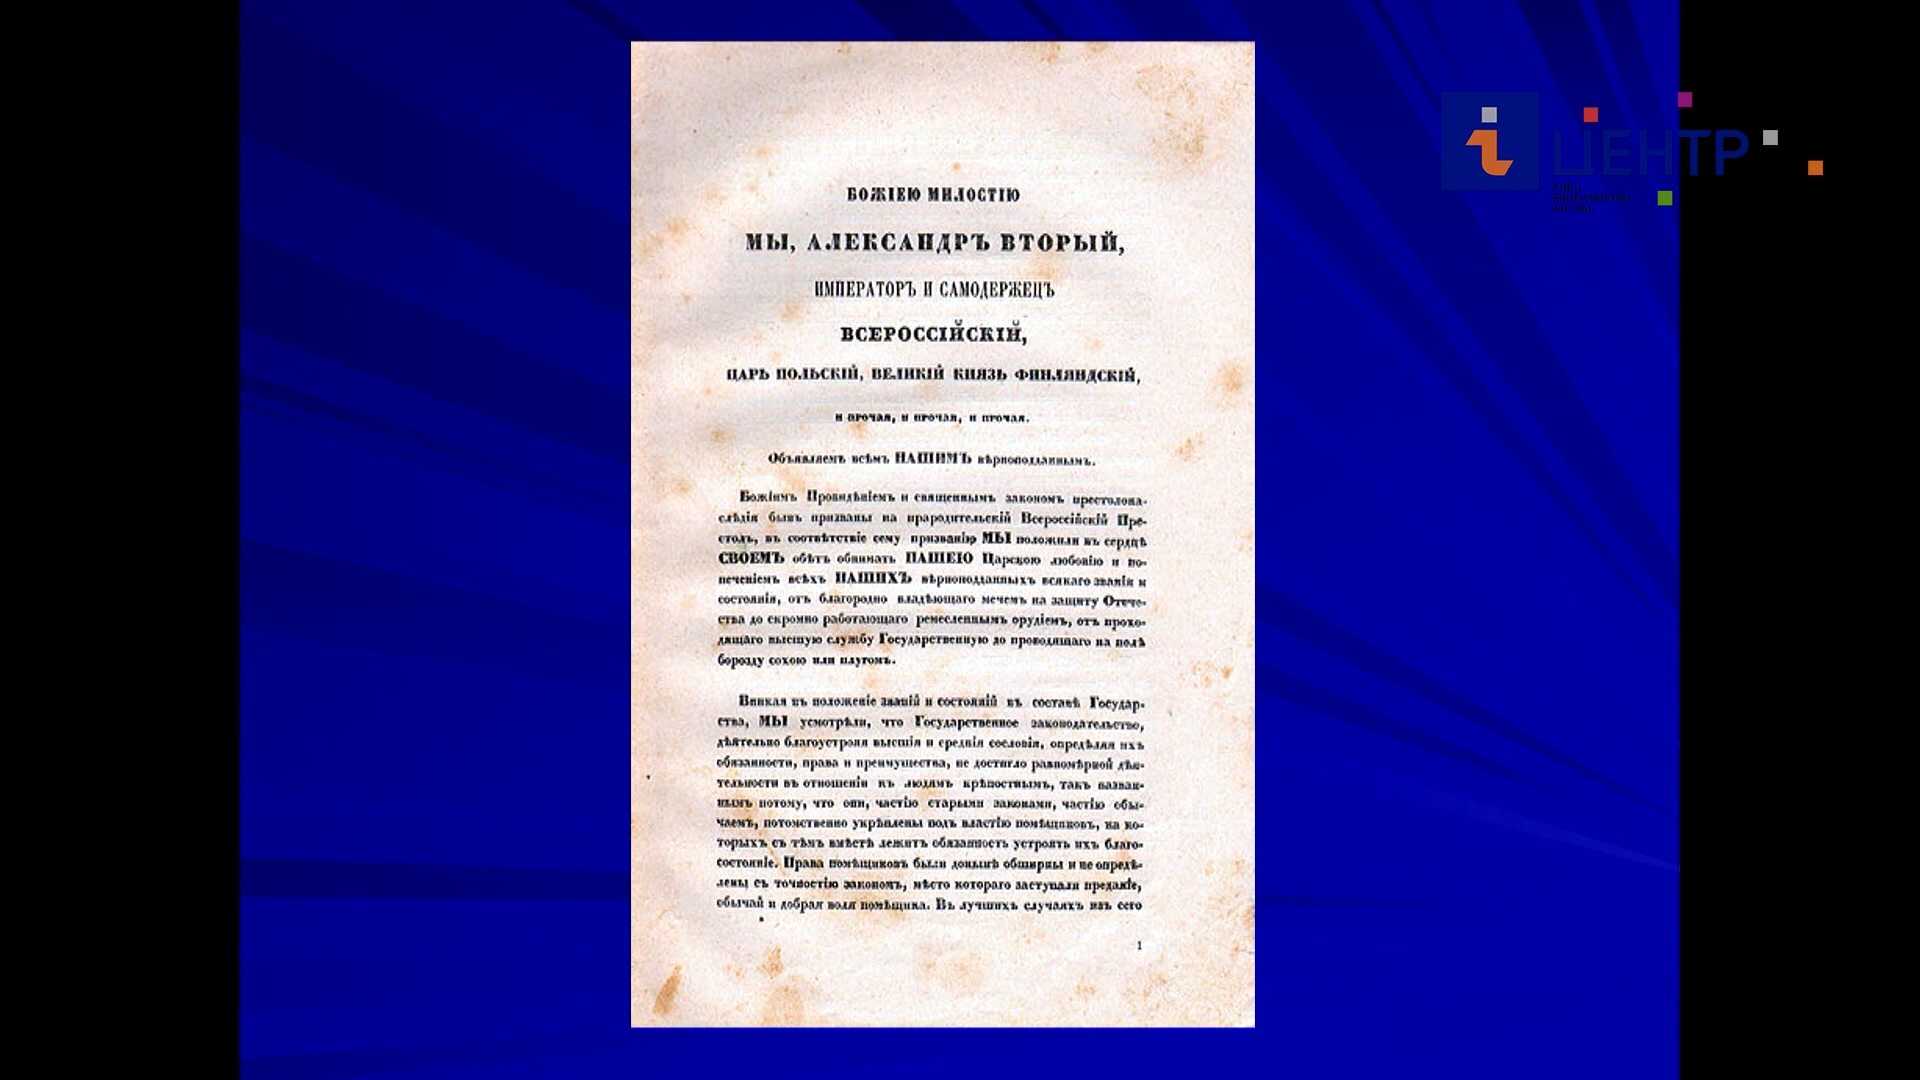 БОЖІЕЮ МИЛОСТІЮ
МЫ, АЛЕКСАНДРЪ ВТОРЫЙ,
ИМПЕРАТОРЪ И САМОДЕРЖЕЦЪ
ВСЕРОССІЙСКІЙ,
ЦАРЬ ПОЛЬСКІЙ, ВЕЛИКІЙ КНЯЗЬ ФИНЛЯНДСКІЙ,
и прочая, и прочая, и прочая.
Объявляемъ всѣмъ НАШИМЪ вѣрноподданнымъ.
Божіимъ Провидѣніемъ и священнымъ закономъ престолона-
слѣдія бывъ призваны на прародительскій Всероссійскій Пре-
столъ, въ соотвѣтствіе сему призванію МЫ положили въ сердцѣ
СВОЕМЪ обѣтъ обнимать НАШЕЮ Царскою любовію и по-
печеніемъ всѣхъ НАШИХЪ вѣрноподданныхъ всякаго званія и
состоянія, отъ благородно владѣющаго мечемъ на защиту Отече-
ства до скромно работающаго ремесленнымъ орудіемъ, отъ прохо-
дящаго высшую службу Государственную до проводящаго на полѣ
борозду сохою или плугомъ.
Вникая въ положеніе званій и состояній въ составѣ Государ-
ства, МЫ усмотрѣли, что Государственное законодательство,
дѣятельно благоустрояя высшія и среднія сословія, опредѣляя ихъ
обязанности, права и преимущества, не достигло равномѣрной дѣя-
тельности въ отношеніи къ людямъ крѣпостнымъ, такъ назван-
нымъ потому, что они, частію старыми законами, частію обы-
чаемъ, потомственно укрѣплены подъ властію помѣщиковъ, на ко-
торыхъ съ тѣмъ вмѣстѣ лежитъ обязанность устроять ихъ благо-
состояніе. Права помѣщиковъ были донынѣ обширны и не опредѣ-
лены съ точностію закономъ, мѣсто котораго заступали преданіе,
обычай и добрая воля помѣщика. Въ лучшихъ случаяхъ изъ сего
1
i ЦЕНТР